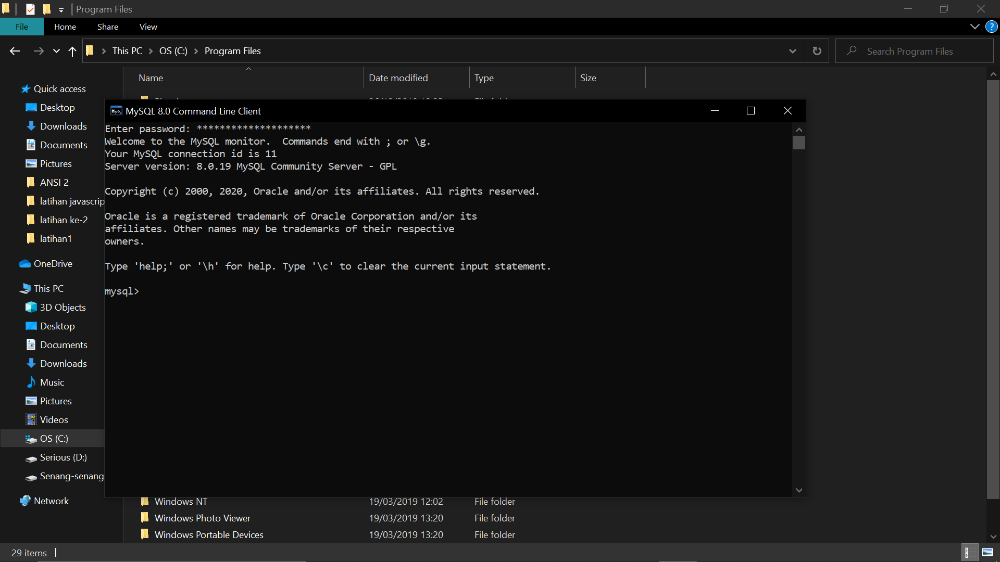 Program Files
File Home Share View
This PC OS (C:) Program Files
Search Program Files
Name Date modified Type Size
Quick access
Desktop
Downloads
Documents
Pictures
ANSI 2
latihan javascrip
latihan ke-2
latihan1
OneDrive
This PC
3D Objects
Desktop
Documents
Downloads
Music
Pictures
Videos
OS (C:)
Serious (D:)
Senang-senang
Network
MySQL 8.0 Command Line Client
Enter password: ********************
Welcome to the MySQL monitor.  Commands end with ; or \g.
Your MySQL connection id is 11
Server version: 8.0.19 MySQL Community Server - GPL
Copyright (c) 2000, 2020, Oracle and/or its affiliates. All rights reserved.
Oracle is a registered trademark of Oracle Corporation and/or its
affiliates. Other names may be trademarks of their respective
owners.
Type 'help;' or '\h' for help. Type '\c' to clear the current input statement.
mysql>
Windows NT 19/03/2019 12:02 File folder
Windows Photo Viewer 19/03/2019 13:20 File folder
Windows Portable Devices 19/03/2019 13:20 File folder
29 items